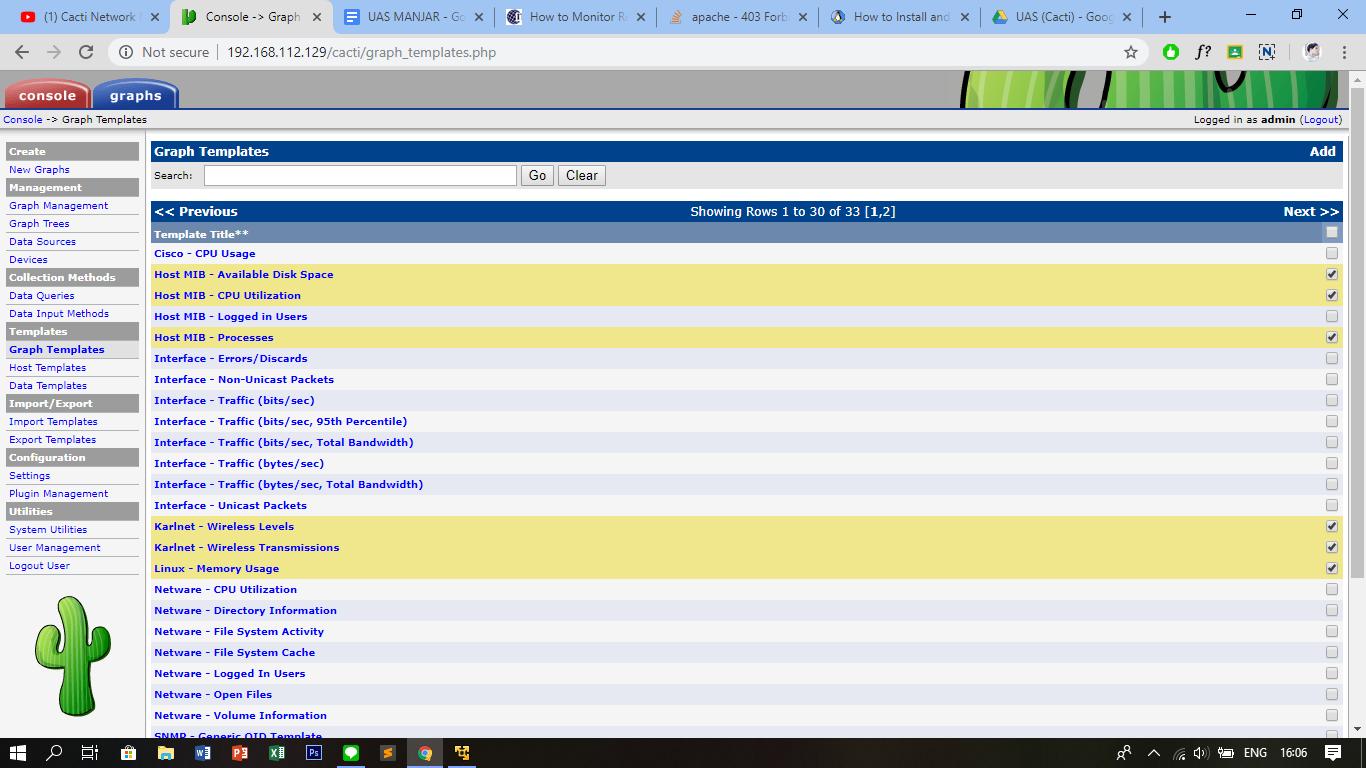 (1) Cacti Network
Console -> Graph
UAS MANJAR - Go
How to Monitor R
apache - 403 Forb
How to Install and
UAS (Cacti) - Goog
Not secure 192.168.112.129/cacti/graph_templates.php
f?
N
console graphs
Console -> Graph Templates
Logged in as admin (Logout)
Create
New Graphs
Management
Graph Management
Graph Trees
Data Sources
Devices
Collection Methods
Data Queries
Data Input Methods
Templates
Graph Templates
Host Templates
Data Templates
Import/Export
Import Templates
Export Templates
Configuration
Settings
Plugin Management
Utilities
System Utilities
User Management
Logout User
Graph Templates Add
Search: Go Clear
<< Previous Showing Rows 1 to 30 of 33 [1,2] Next >>
Template Title**
Cisco - CPU Usage
Host MIB - Available Disk Space
Host MIB - CPU Utilization
Host MIB - Logged in Users
Host MIB - Processes
Interface - Errors/Discards
Interface - Non-Unicast Packets
Interface - Traffic (bits/sec)
Interface - Traffic (bits/sec, 95th Percentile)
Interface - Traffic (bits/sec, Total Bandwidth)
Interface - Traffic (bytes/sec)
Interface - Traffic (bytes/sec, Total Bandwidth)
Interface - Unicast Packets
Karlnet - Wireless Levels
Karlnet - Wireless Transmissions
Linux - Memory Usage
Netware - CPU Utilization
Netware - Directory Information
Netware - File System Activity
Netware - File System Cache
Netware - Logged In Users
Netware - Open Files
Netware - Volume Information
SNMP - Generic OID Template
ENG 16:06